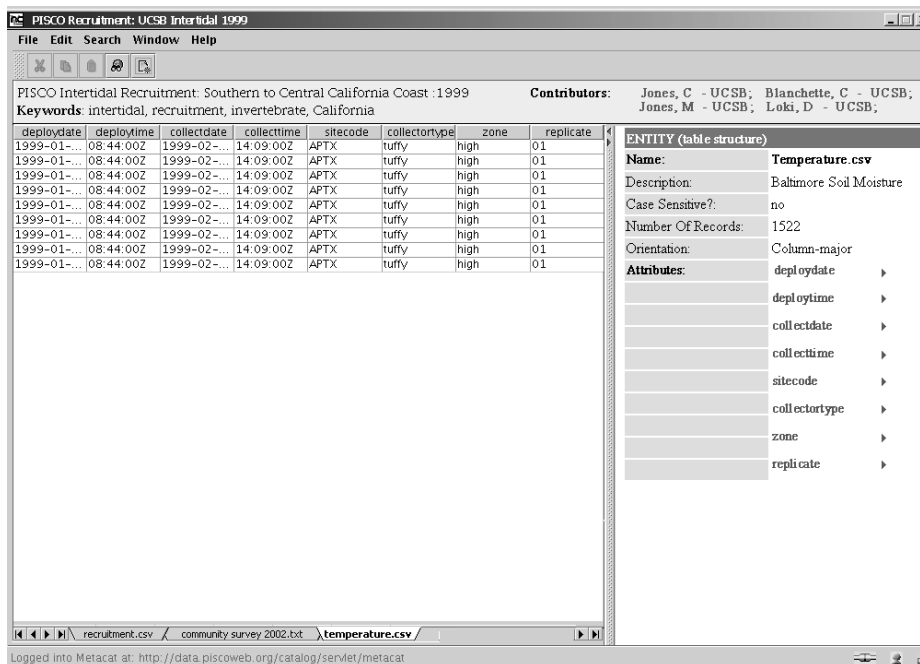 PISCO Recruitment: UCSB Intertidal 1999
File Edit Search Window Help
PISCO Intertidal Recruitment: Southern to Central California Coast :1999
Keywords: intertidal, recruitment, invertebrate, California
Contributors: Jones, C - UCSB; Blanchette, C - UCSB;
Jones, M - UCSB; Loki, D - UCSB;
deploydate deploytime collectdate collecttime sitecode collectortype zone replicate
1999-01-... 08:44:00Z 1999-02-... 14:09:00Z APTX tuffy high 01
1999-01-... 08:44:00Z 1999-02-... 14:09:00Z APTX tuffy high 01
1999-01-... 08:44:00Z 1999-02-... 14:09:00Z APTX tuffy high 01
1999-01-... 08:44:00Z 1999-02-... 14:09:00Z APTX tuffy high 01
1999-01-... 08:44:00Z 1999-02-... 14:09:00Z APTX tuffy high 01
1999-01-... 08:44:00Z 1999-02-... 14:09:00Z APTX tuffy high 01
1999-01-... 08:44:00Z 1999-02-... 14:09:00Z APTX tuffy high 01
1999-01-... 08:44:00Z 1999-02-... 14:09:00Z APTX tuffy high 01
1999-01-... 08:44:00Z 1999-02-... 14:09:00Z APTX tuffy high 01
ENTITY (table structure)
Name: Temperature.csv
Description: Baltimore Soil Moisture
Case Sensitive?: no
Number Of Records: 1522
Orientation: Column-major
Attributes: deploydate
deploytime
collectdate
collecttime
sitecode
collectortype
zone
replicate
recruitment.csv community survey 2002.txt temperature.csv
Logged into Metacat at: http://data.piscoweb.org/catalog/servlet/metacat